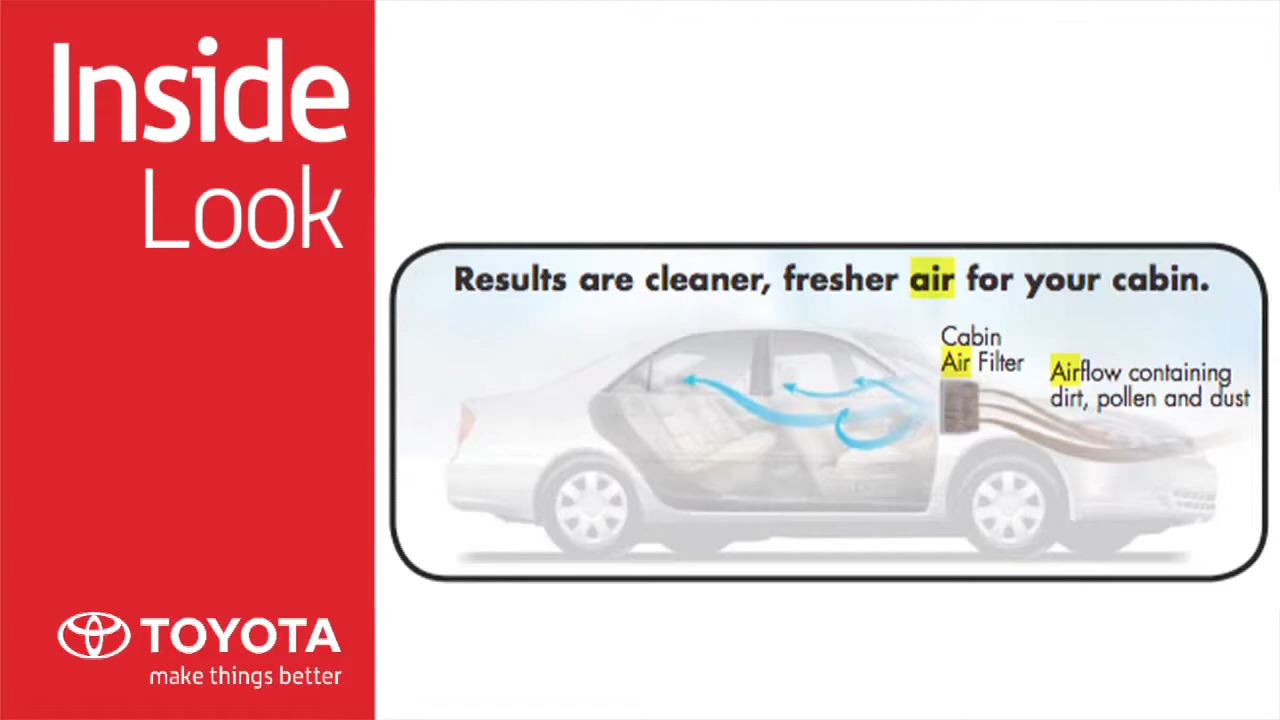 Inside
Look
Results are cleaner, fresher air for your cabin.
Cabin
Air Filter
Airflow containing
dirt, pollen and dust
TOYOTA
make things better